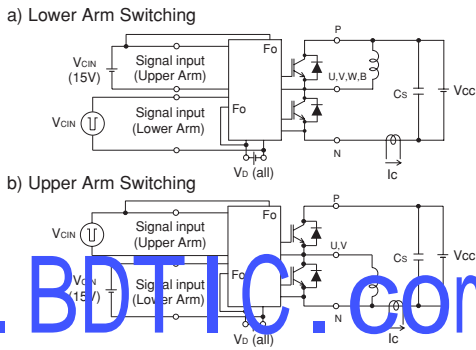 a) Lower Arm Switching
P
Fo
VCIN
(15V)
Signal input
(Upper Arm)
U,V,W,B
CS
Vcc
VCIN
Signal input
(Lower Arm)
Fo
N
Ic
VD (all)
b) Upper Arm Switching
P
Fo
VCIN
Signal input
(Upper Arm)
U,V
CS
Vcc
VCIN
(15V)
Signal input
(Lower Arm)
Fo
N
Ic
VD (all)
. BDTIC . com